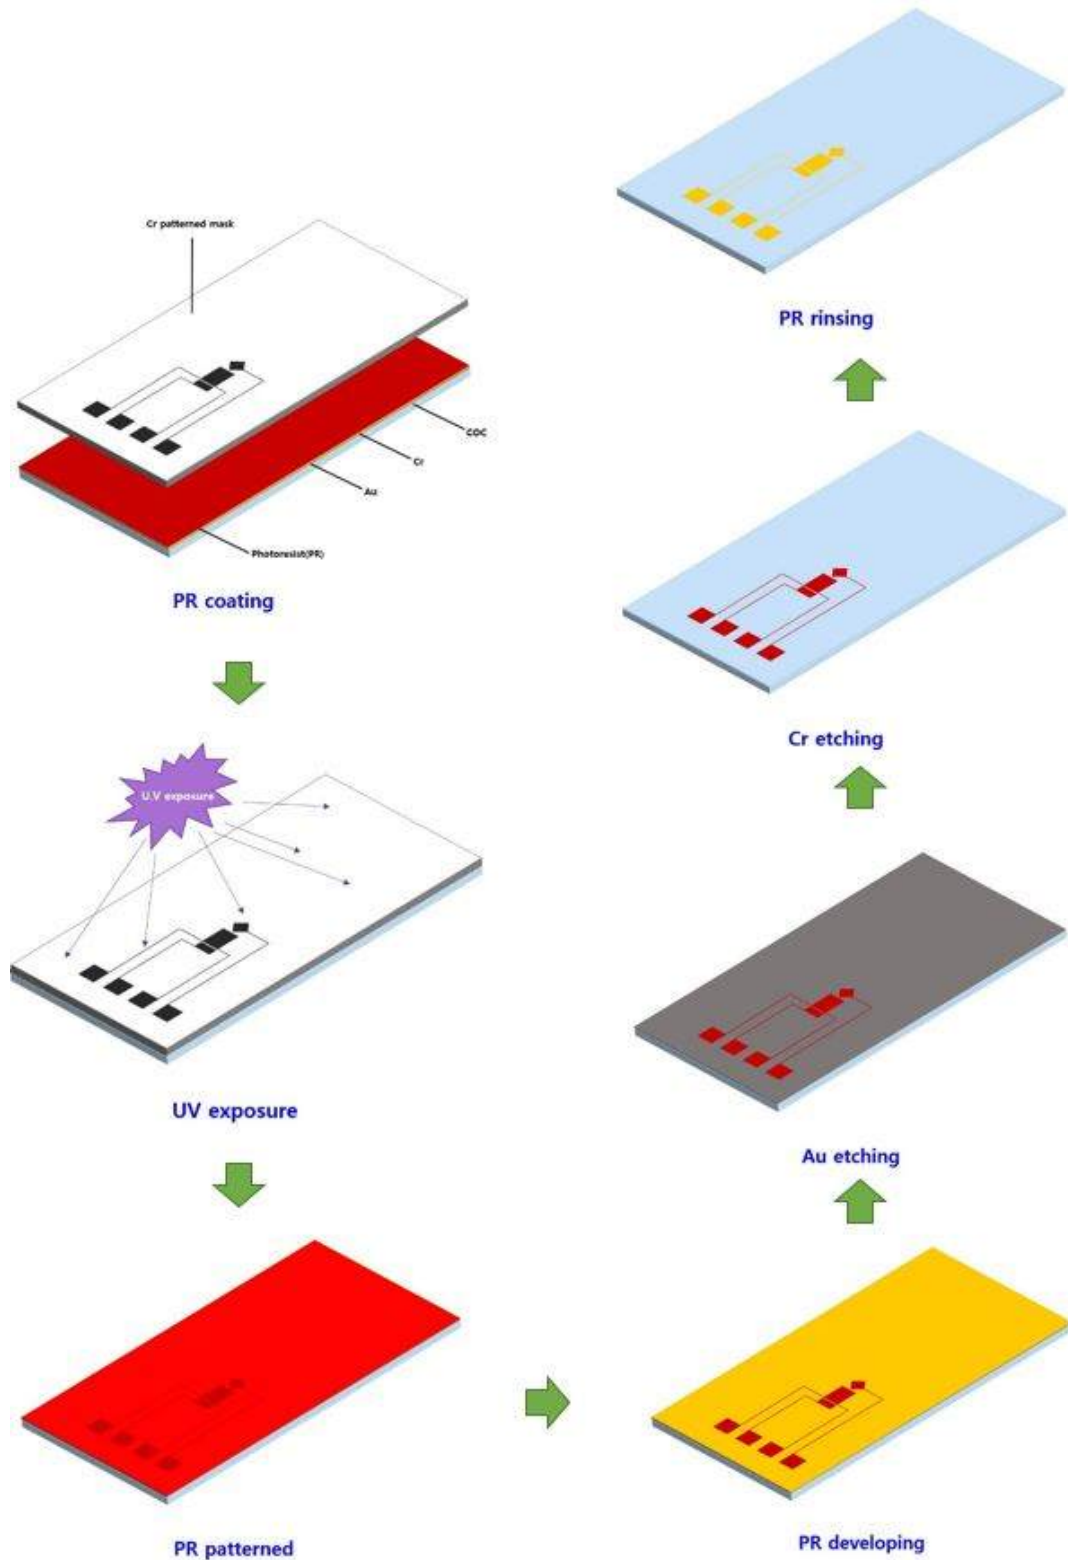 Cr patterned mask
COC
Cr
Au
Photoresist(PR)
PR coating
U.V exposure
UV exposure
PR patterned
PR developing
Au etching
Cr etching
PR rinsing